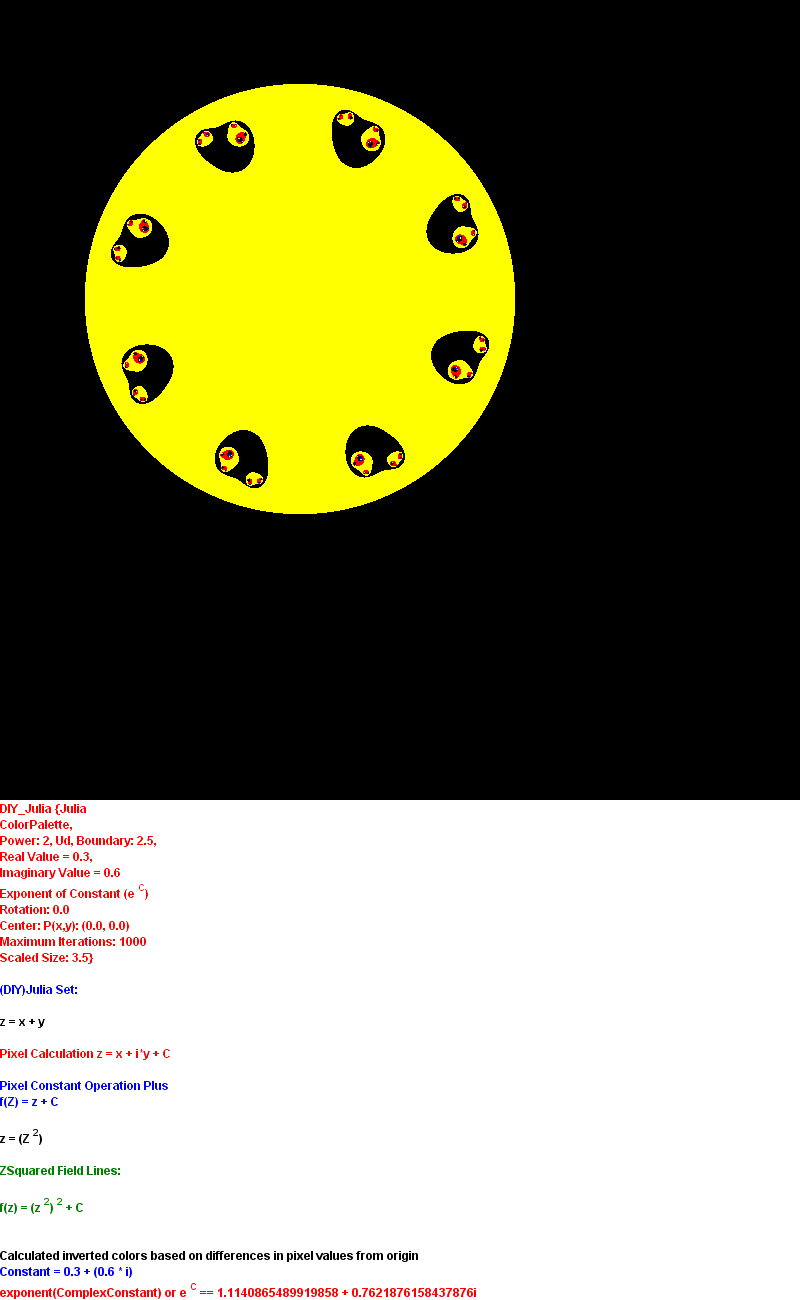 DIY_Julia {Julia
ColorPalette,
Power: 2, Ud, Boundary: 2.5,
Real Value = 0.3,
Imaginary Value = 0.6
Exponent of Constant (e C)
Rotation: 0.0
Center: P(x,y): (0.0, 0.0)
Maximum Iterations: 1000
Scaled Size: 3.5}
(DIY)Julia Set:
z = x + y
Pixel Calculation z = x + i*y + C
Pixel Constant Operation Plus
f(Z) = z + C
z = (Z 2)
ZSquared Field Lines:
f(z) = (z 2) 2 + C
Calculated inverted colors based on differences in pixel values from origin
Constant = 0.3 + (0.6 * i)
exponent(ComplexConstant) or e C == 1.1140865489919858 + 0.7621876158437876i